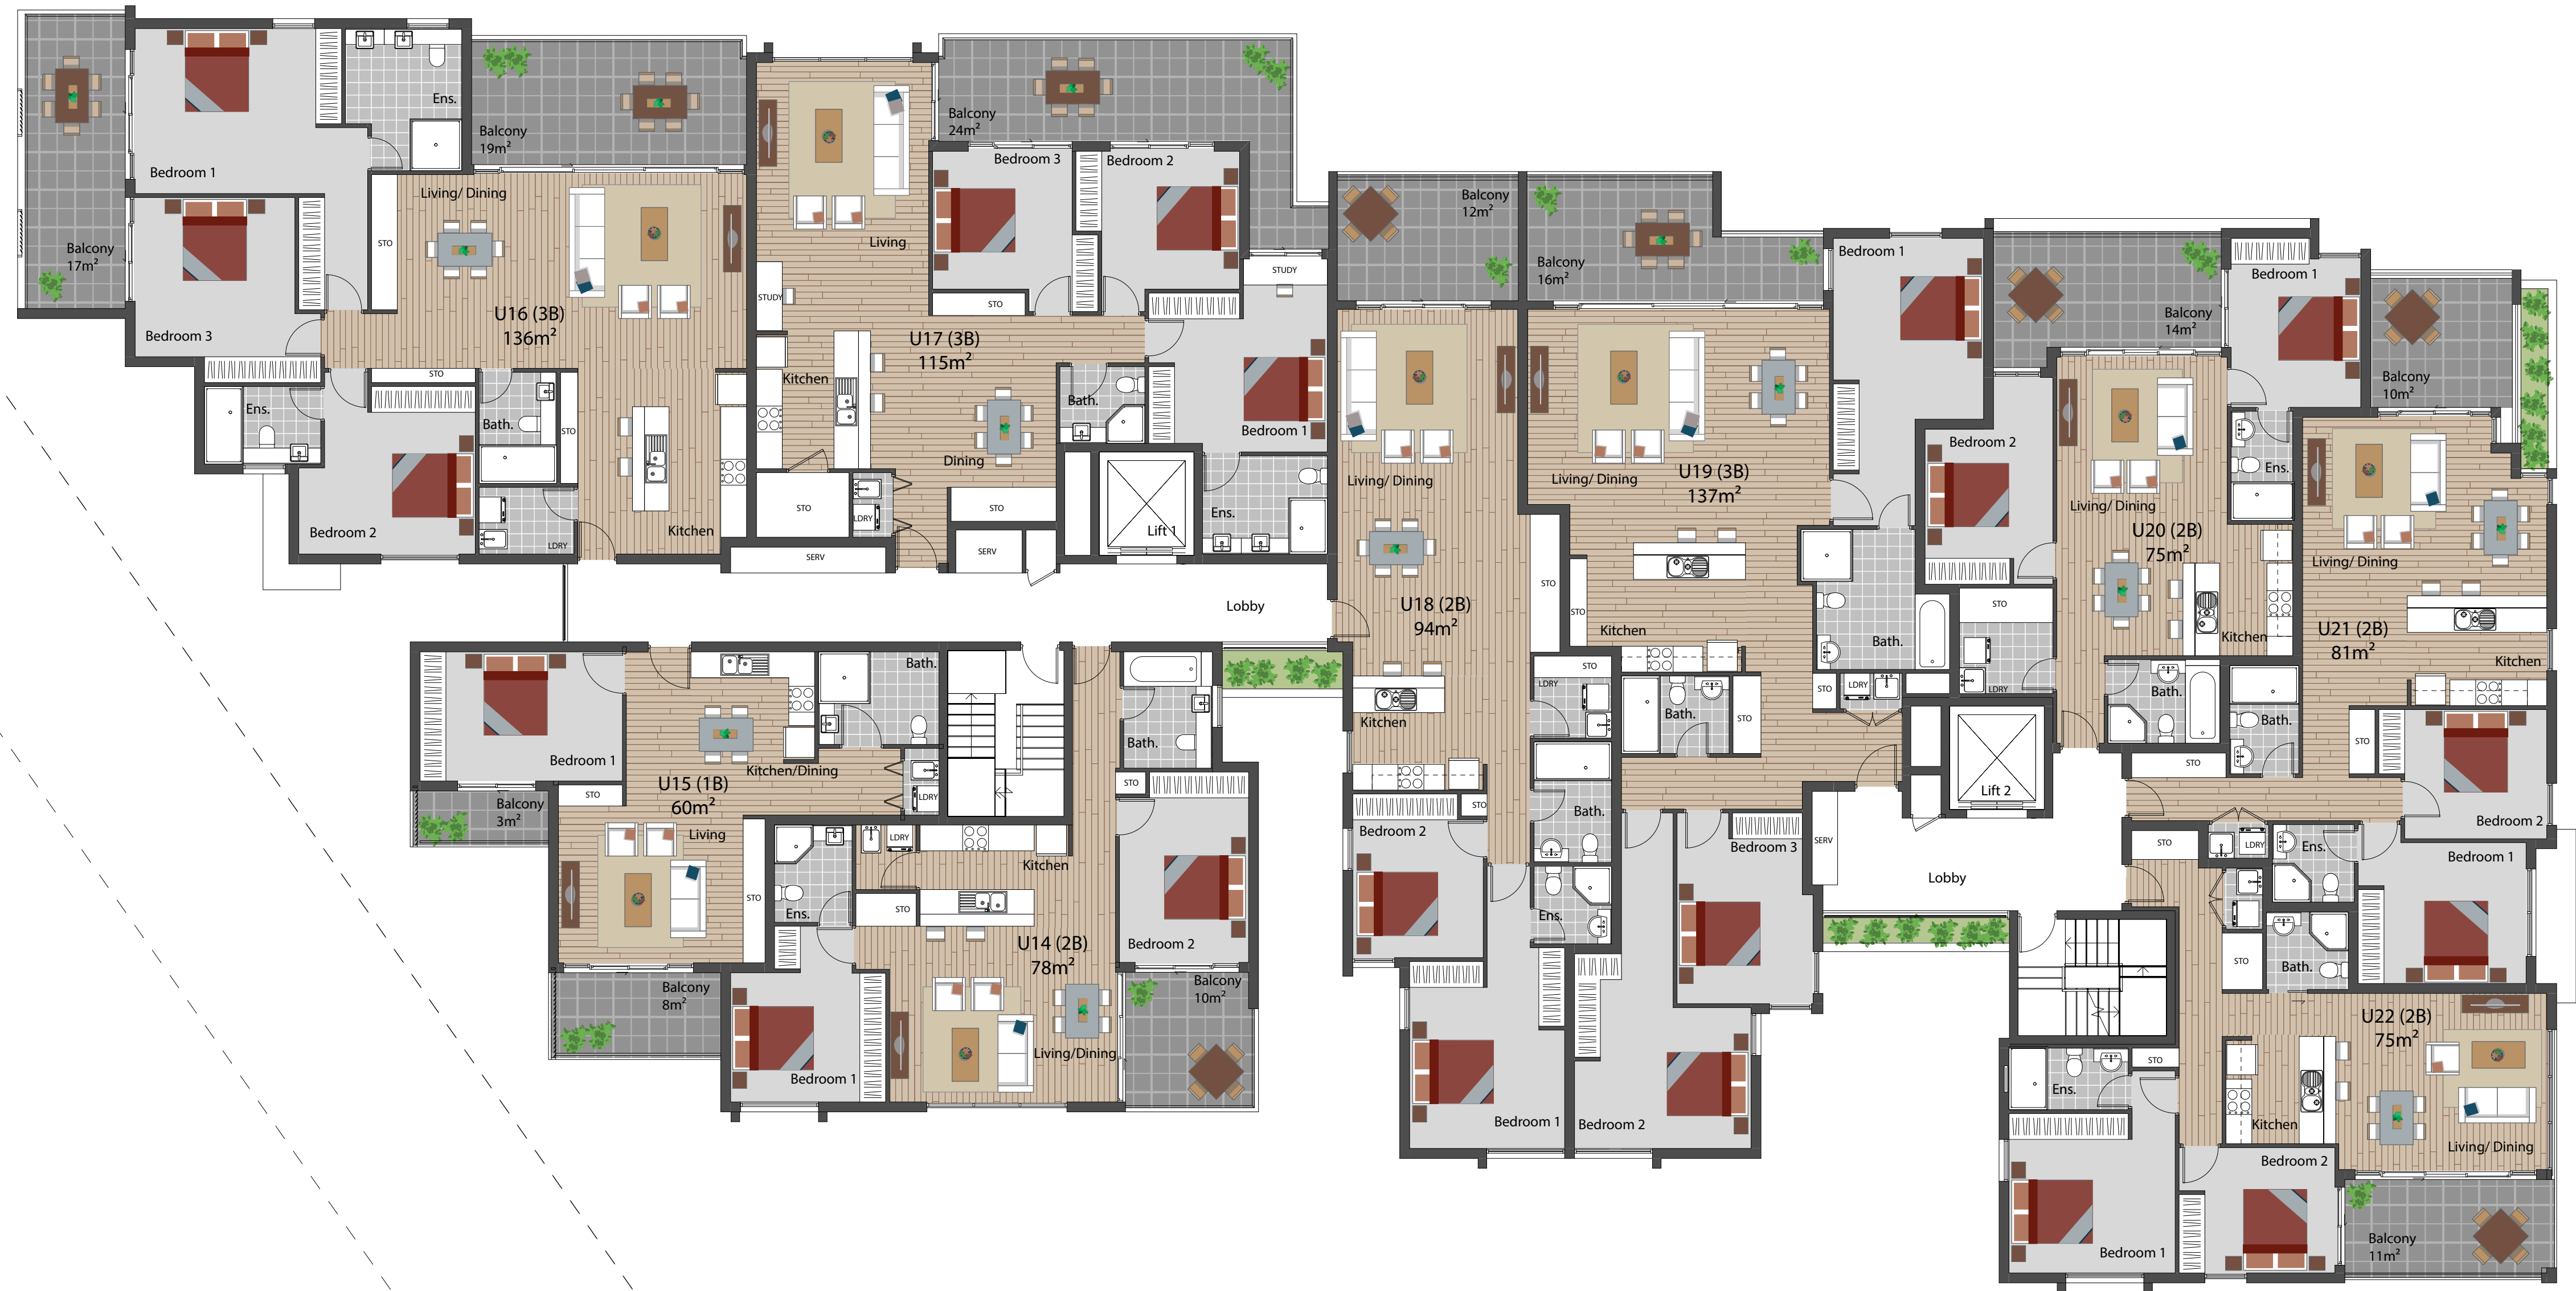 Bedroom 1
Ens.
Balcony
17m²
Bedroom 3
Balcony
19m²
Living/ Dining
STO
U16 (3B)
136m²
STO
Ens.
Bath.
STO
Bedroom 2
LDRY
Kitchen
Balcony
24m²
Living
Bedroom 3
Bedroom 2
STUDY
STUDY
STO
U17 (3B)
115m²
Kitchen
Bath.
Bedroom 1
Dining
STO
LDRY
STO
Lift 1
Ens.
SERV
SERV
Lobby
Balcony
12m²
Living/ Dining
U18 (2B)
94m²
STO
Kitchen
STO
LDRY
STO
Bath.
Bedroom 2
Ens.
Bedroom 1
Balcony
16m²
Living/ Dining
U19 (3B)
137m²
STO
Kitchen
Bedroom 1
Bath.
STO
LDRY
Bath.
STO
Bedroom 3
Bedroom 2
SERV
Balcony
14m²
Bedroom 1
Bedroom 2
Living/ Dining
U20 (2B)
75m²
Ens.
STO
LDRY
Kitchen
Bath.
Balcony
10m²
Living/ Dining
U21 (2B)
81m²
Kitchen
Bath.
STO
STO
Bedroom 2
LDRY
Ens.
Bedroom 1
Lift 2
Lobby
STO
STO
Bath.
U22 (2B)
75m²
STO
Ens.
Kitchen
Living/ Dining
Bedroom 1
Bedroom 2
Balcony
11m²
Bedroom 1
Bath.
Kitchen/Dining
Balcony
3m²
STO
U15 (1B)
60m²
Living
LDRY
STO
Balcony
8m²
Bath.
STO
LDRY
Kitchen
Ens.
STO
Bedroom 2
U14 (2B)
78m²
Living/Dining
Bedroom 1
Balcony
10m²